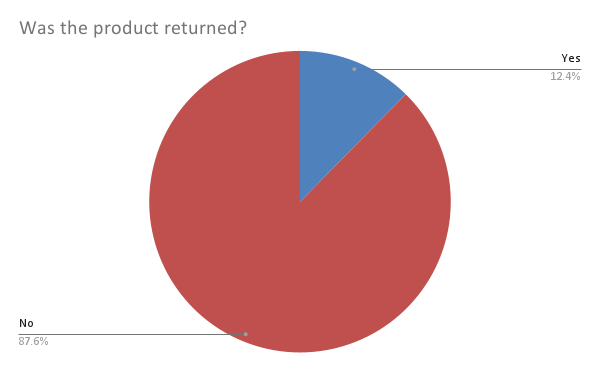 Was the product returned?
Yes
12.4%
No
87.6%